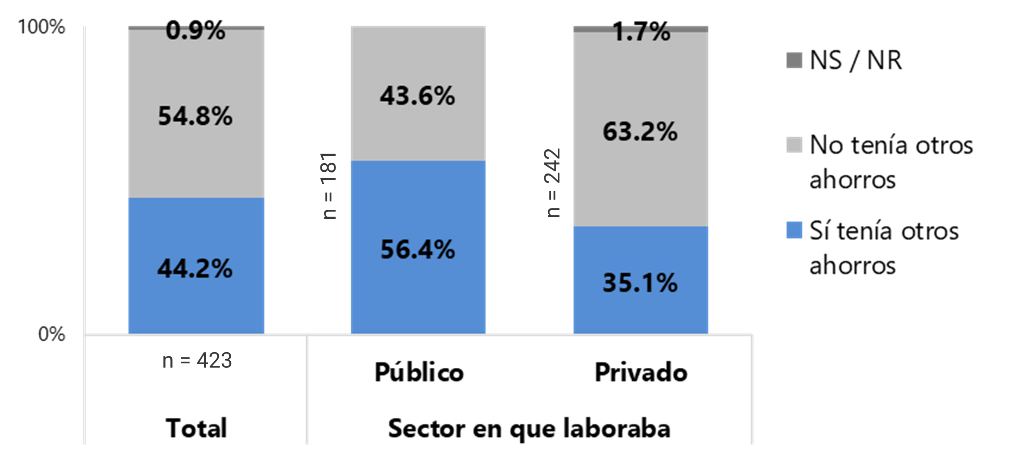 100%
0%
0.9%
54.8%
44.2%
n = 423
Total
n = 181
43.6%
56.4%
Público
n = 242
1.7%
63.2%
35.1%
Privado
Sector en que laboraba
NS / NR
No tenía otros
ahorros
Sí tenía otros
ahorros